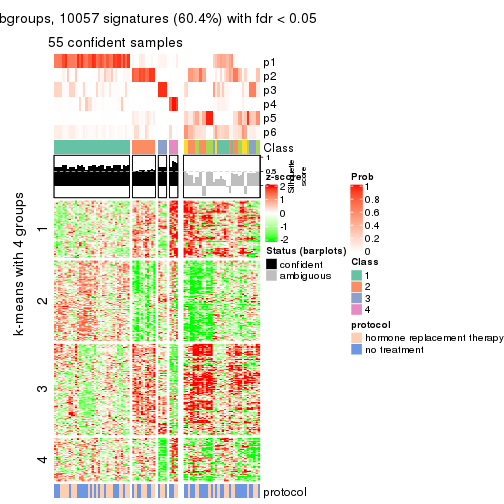 bgroups, 10057 signatures (60.4%) with fdr < 0.05
55 confident samples
p1
p2
p3
p4
p5
p6
Class
1
0.5
0
Silhouette
score
z-score
2
1
0
-1
-2
Prob
1
0.8
0.6
0.4
0.2
0
Status (barplots)
confident
ambiguous
Class
1
2
3
4
protocol
hormone replacement therapy
no treatment
k-means with 4 groups
1
2
3
4
protocol